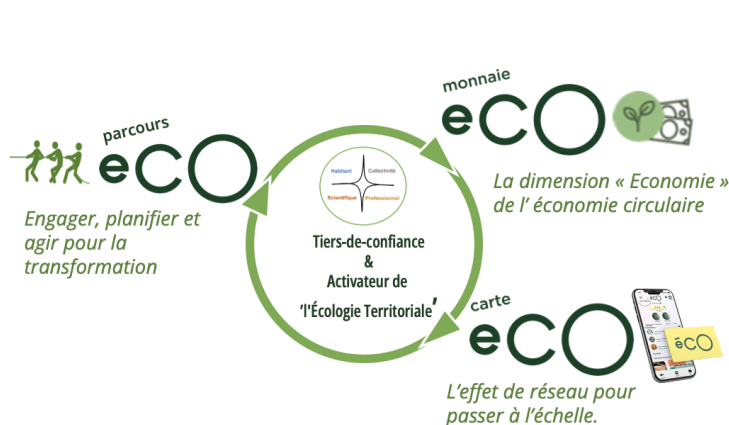 parcours
eCO
Engager, planifier et
agir pour la
transformation
monnaie
eCO
La dimension « Economie »
de l’ économie circulaire
Habitant
Collectivité
Scientifique
Professionnel
Tiers-de-confiance
&
Activateur de
’l'Écologie Territoriale’
carte
eCO
L’effet de réseau pour
passer à l’échelle.
eCO